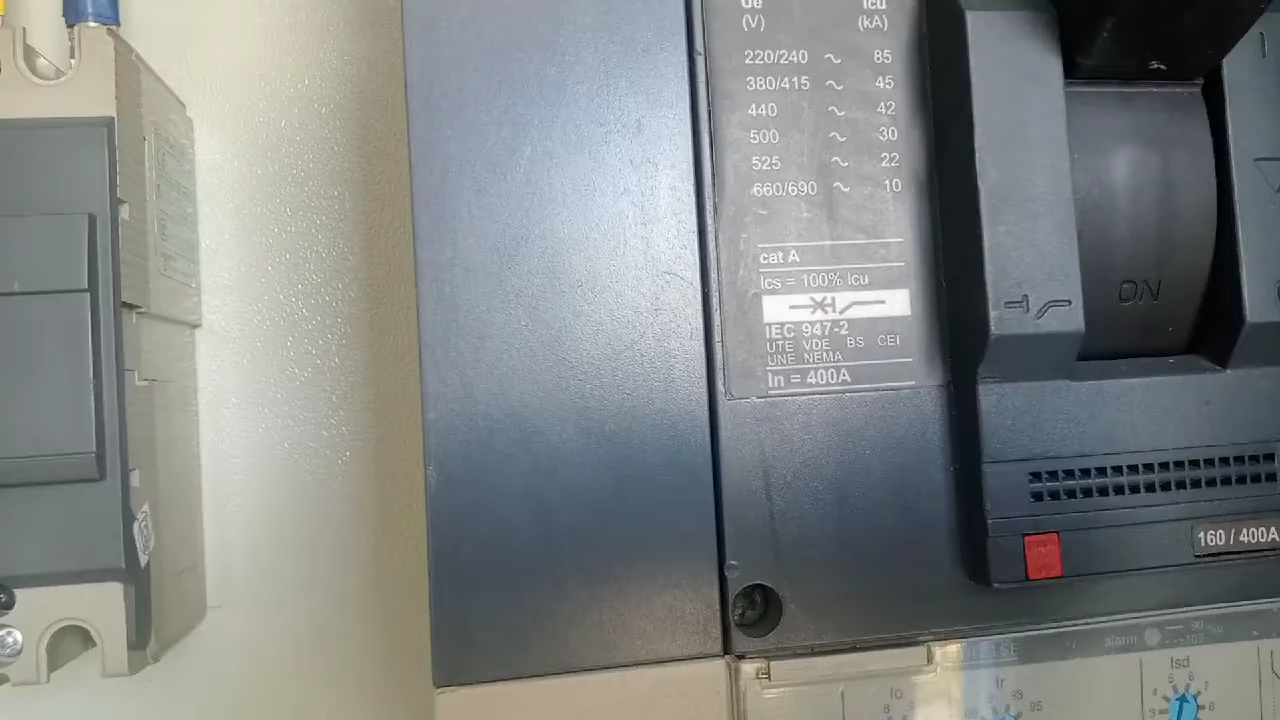 Ue Icu
(V) (kA)
220/240 ~ 85
380/415 ~ 45
440 ~ 42
500 ~ 30
525 ~ 22
660/690 ~ 10
cat A
Ics = 100% Icu
IEC 947-2
UTE VDE BS CEI
UNE NEMA
In = 400A
ON
160 / 400A
alarm
Io
Ir
Isd